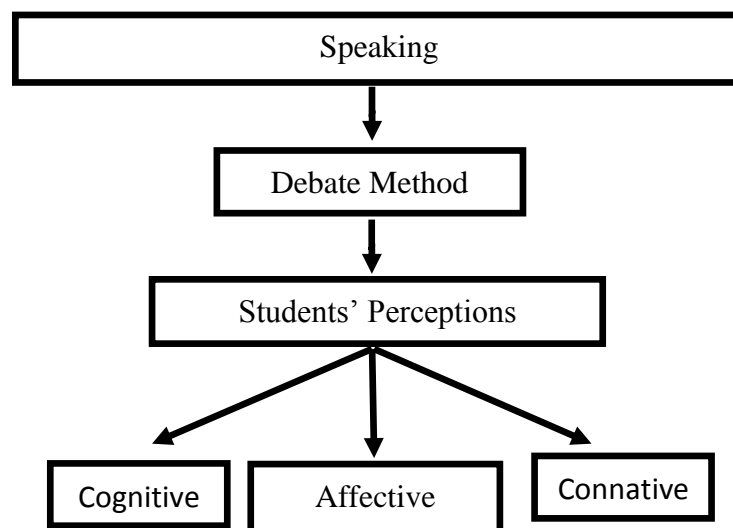 Speaking
Debate Method
Students’ Perceptions
Cognitive
Affective
Connative